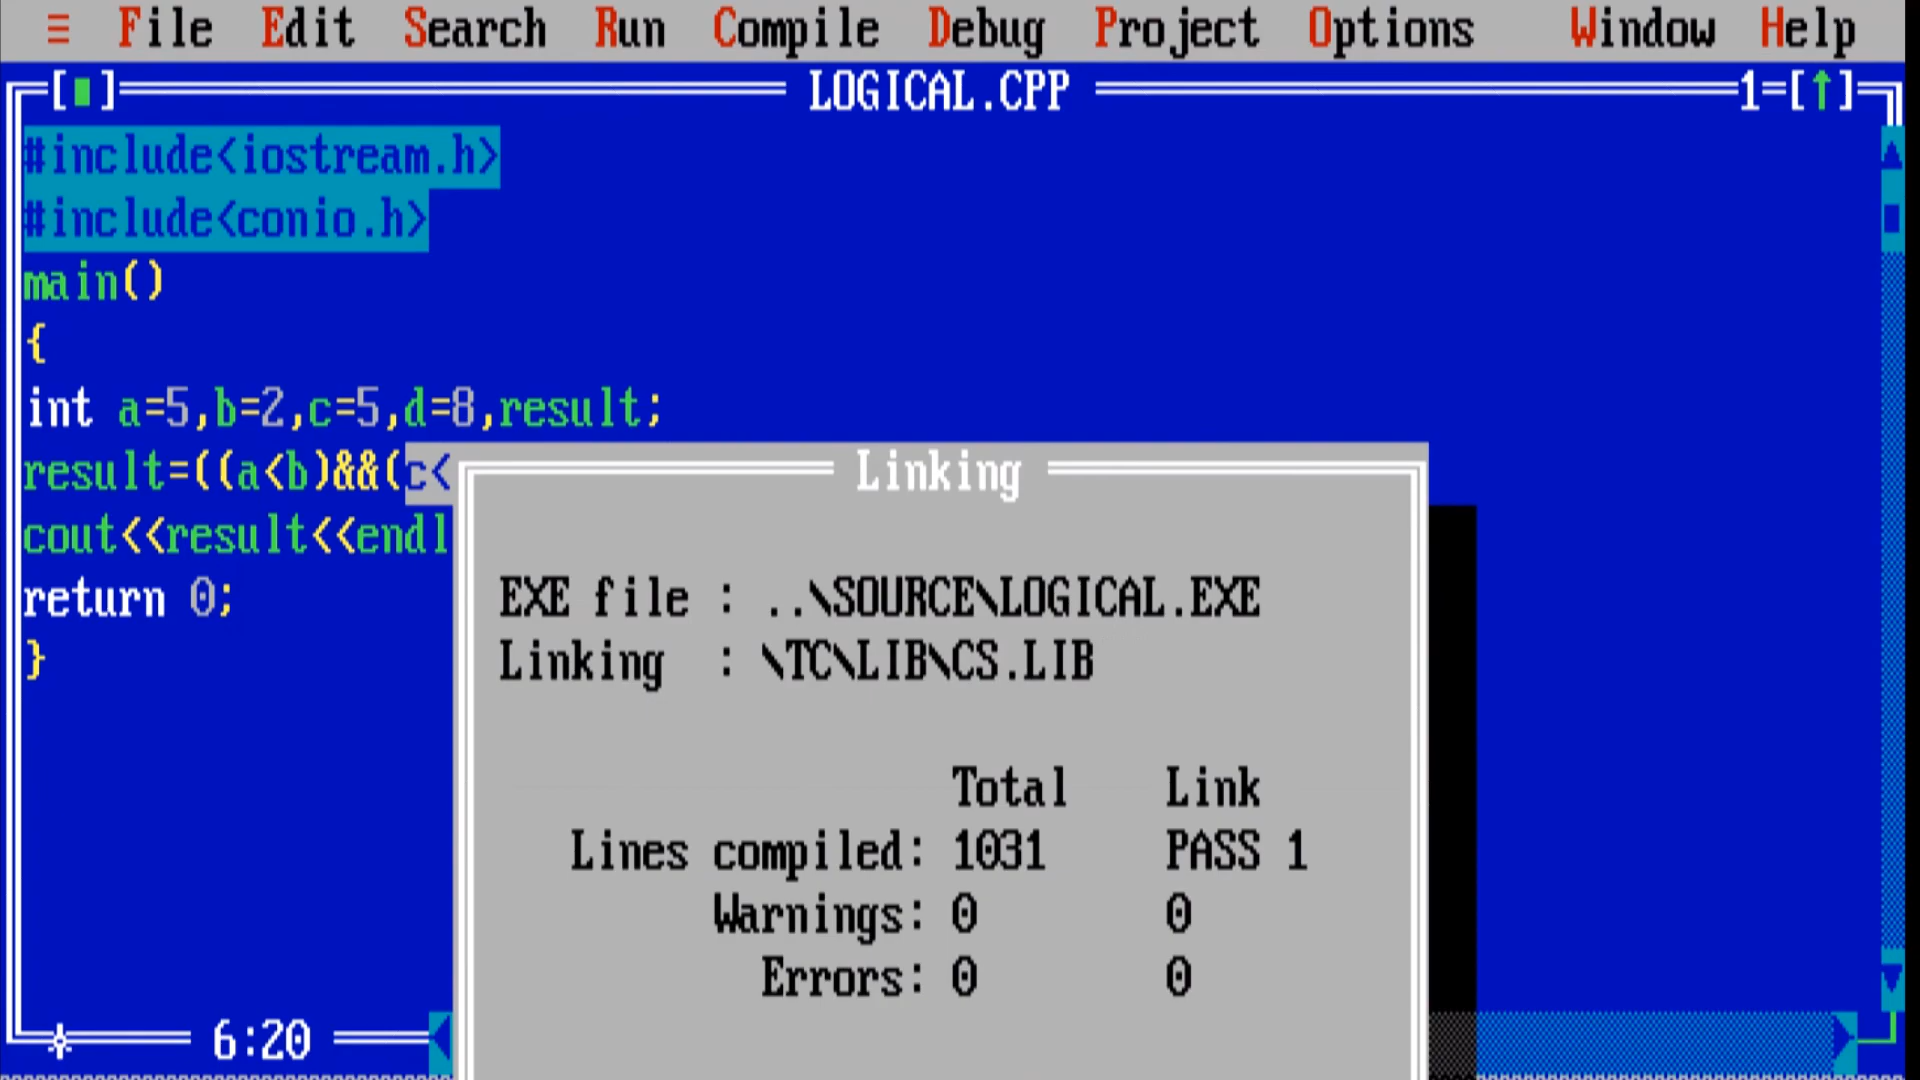 ≡ File Edit Search Run Compile Debug Project Options Window Help
[■] LOGICAL.CPP 1=[↑]
#include<iostream.h>
#include<conio.h>
main()
{
int a=5,b=2,c=5,d=8,result;
result=((a<b)&&(c<
cout<<result<<endl
return 0;
}
6:20
Linking
EXE file : ..\SOURCE\LOGICAL.EXE
Linking : \TC\LIB\CS.LIB
Total Link
Lines compiled: 1031 PASS 1
Warnings: 0 0
Errors: 0 0